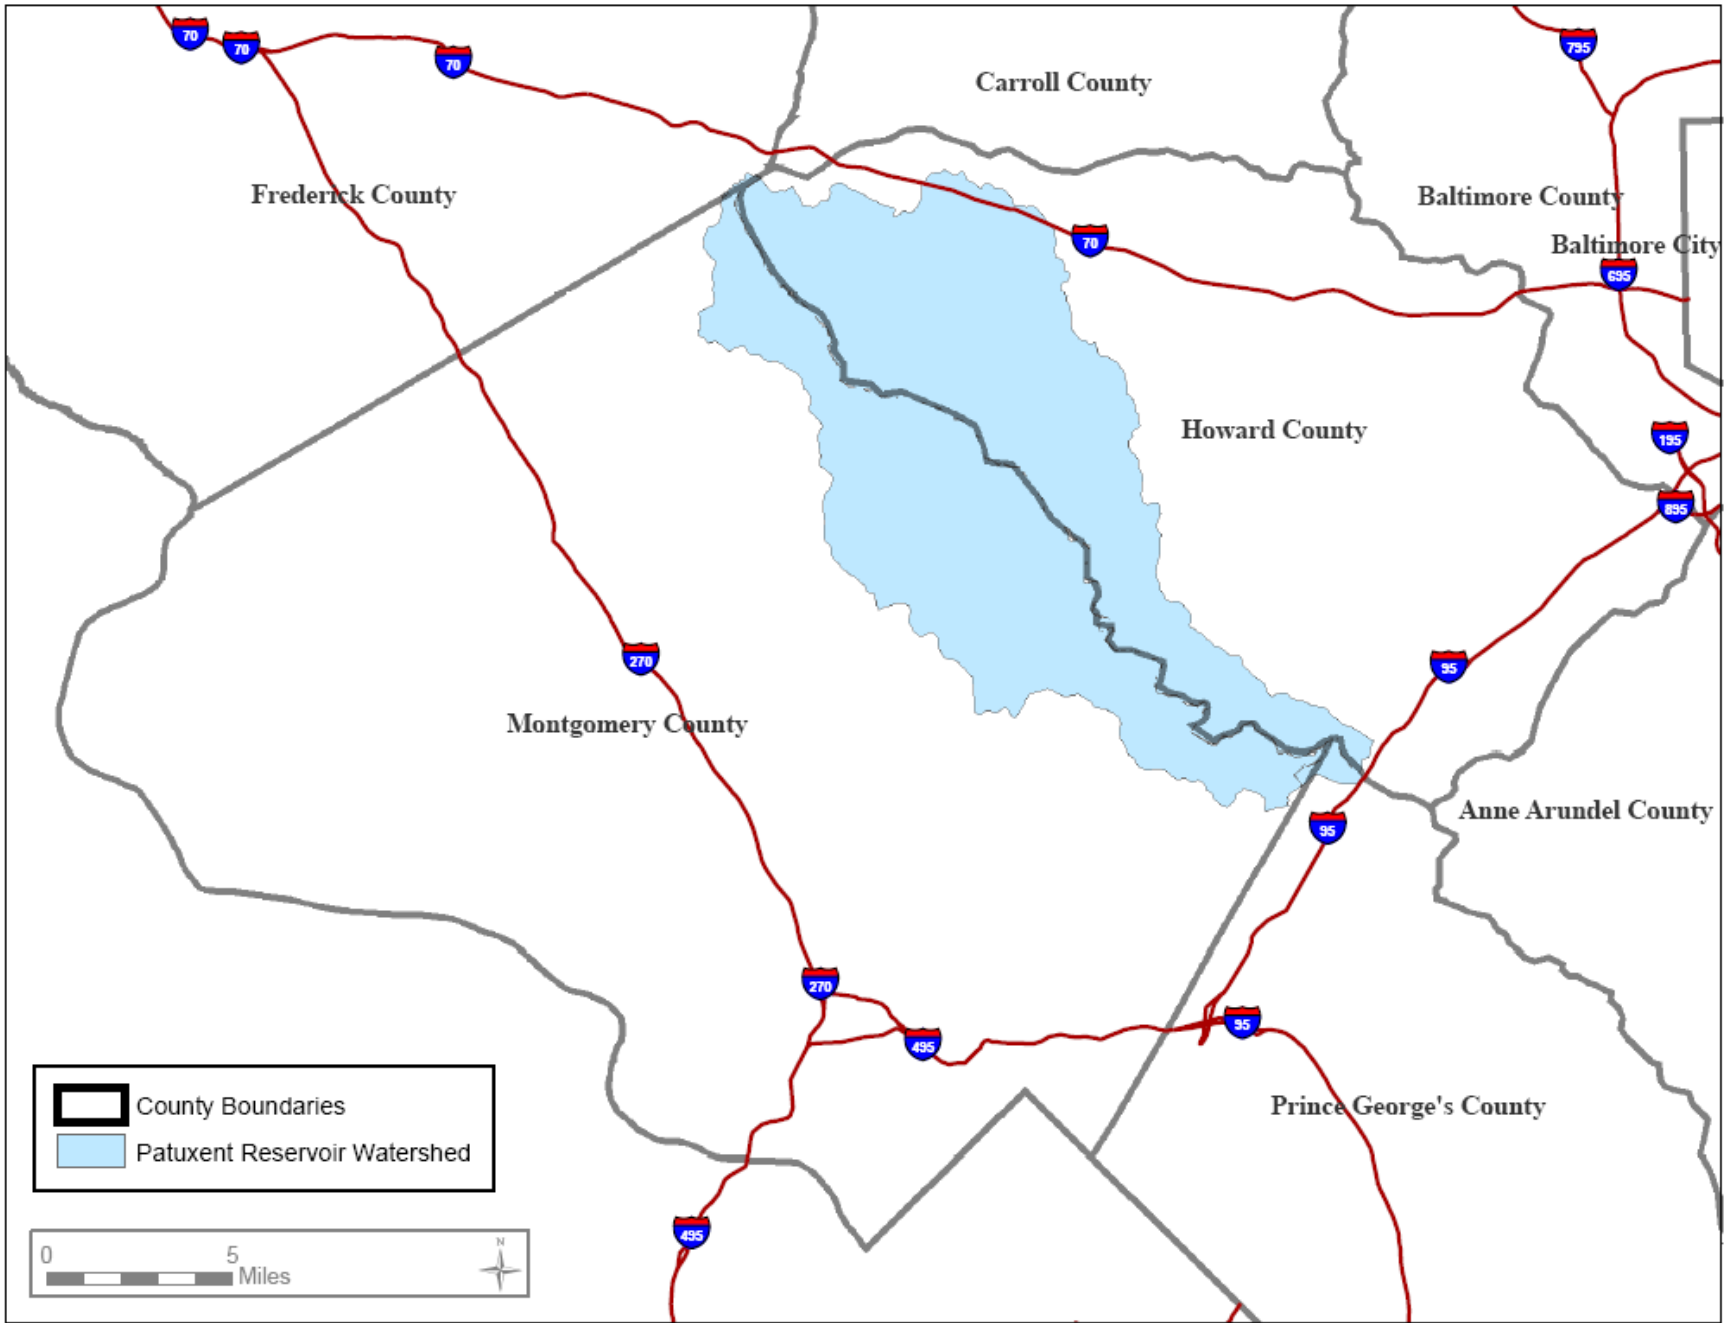 70
70
70
795
Carroll County
Frederick County
Baltimore County
70
Baltimore City
695
Howard County
195
895
270
95
Montgomery County
Anne Arundel County
95
270
95
495
County Boundaries
Prince George's County
Patuxent Reservoir Watershed
495
0 5
Miles
N